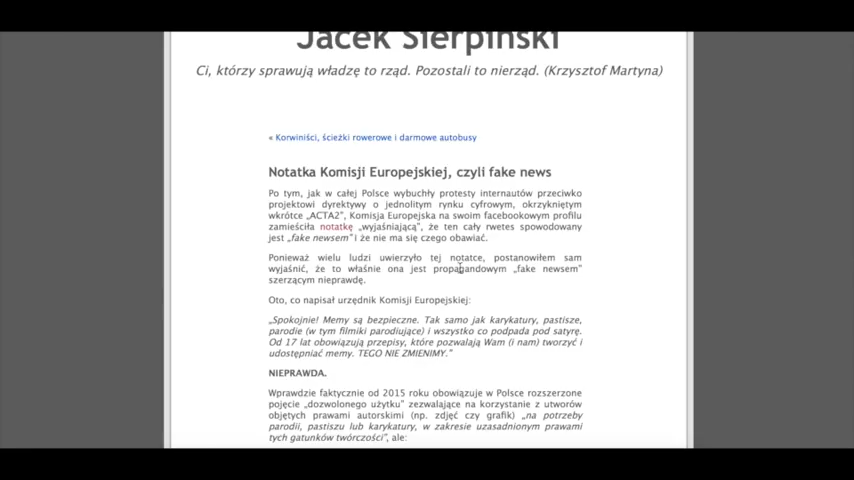 Jacek Sierpiński
Ci, którzy sprawują władzę to rząd. Pozostali to nierząd. (Krzysztof Martyna)
« Korwiniści, ścieżki rowerowe i darmowe autobusy
Notatka Komisji Europejskiej, czyli fake news
Po tym, jak w całej Polsce wybuchły protesty internautów przeciwko
projektowi dyrektywy o jednolitym rynku cyfrowym, okrzykniętym
wkrótce „ACTA2”, Komisja Europejska na swoim facebookowym profilu
zamieściła notatkę „wyjaśniającą”, że ten cały rwetes spowodowany
jest „fake newsem” i że nie ma się czego obawiać.
Ponieważ wielu ludzi uwierzyło tej notatce, postanowiłem sam
wyjaśnić, że to właśnie ona jest propagandowym „fake newsem”
szerzącym nieprawdę.
Oto, co napisał urzędnik Komisji Europejskiej:
„Spokojnie! Memy są bezpieczne. Tak samo jak karykatury, pastisze,
parodie (w tym filmiki parodiujące) i wszystko co podpada pod satyrę.
Od 17 lat obowiązują przepisy, które pozwalają Wam (i nam) tworzyć i
udostępniać memy. TEGO NIE ZMIENIMY.”
NIEPRAWDA.
Wprawdzie faktycznie od 2015 roku obowiązuje w Polsce rozszerzone
pojęcie „dozwolonego użytku” zezwalające na korzystanie z utworów
objętych prawami autorskimi (np. zdjęć czy grafik) „na potrzeby
parodii, pastiszu lub karykatury, w zakresie uzasadnionym prawami
tych gatunków twórczości”, ale: